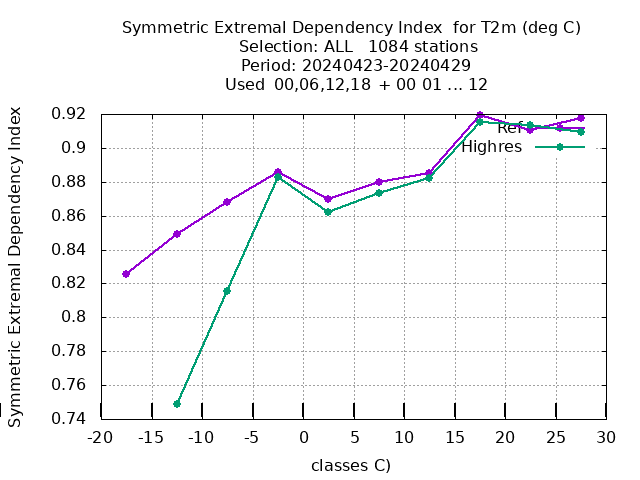 Symmetric Extremal Dependency Index for T2m (deg C)
Selection: ALL 1084 stations
Period: 20240423-20240429
Used 00,06,12,18 + 00 01 ... 12
Symmetric Extremal Dependency Index
0.92
0.9
0.88
0.86
0.84
0.82
0.8
0.78
0.76
0.74
Ref
Highres
-20 -15 -10 -5 0 5 10 15 20 25 30
classes C)